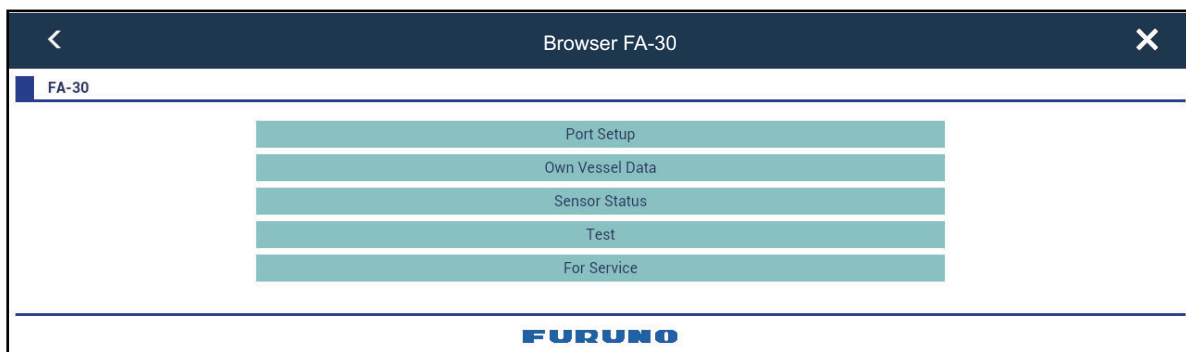 Browser FA-30
FA-30
Port Setup
Own Vessel Data
Sensor Status
Test
For Service
FURUNO